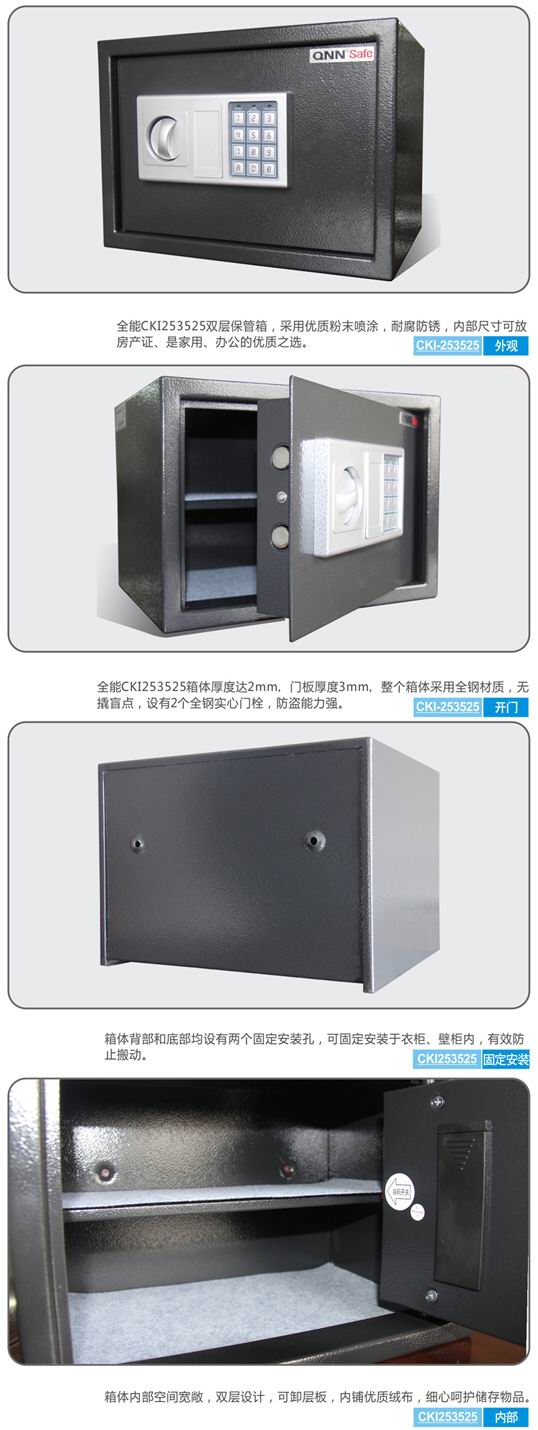 QNN Safe
1 2 3
4 5 6
7 8 9
A 0 B
全能CKI253525双层保管箱，采用优质粉末喷涂，耐腐防锈，内部尺寸可放
房产证、是家用、办公的优质之选。
CKI-253525 外观
全能CKI253525箱体厚度达2mm，门板厚度3mm，整个箱体采用全钢材质，无
撬盲点，设有2个全钢实心门栓，防盗能力强。
CKI-253525 开门
箱体背部和底部均设有两个固定安装孔，可固定安装于衣柜、壁柜内，有效防
止搬动。
CKI253525 固定安装
箱体内部空间宽敞，双层设计，可卸层板，内铺优质绒布，细心呵护储存物品。
CKI253525 内部